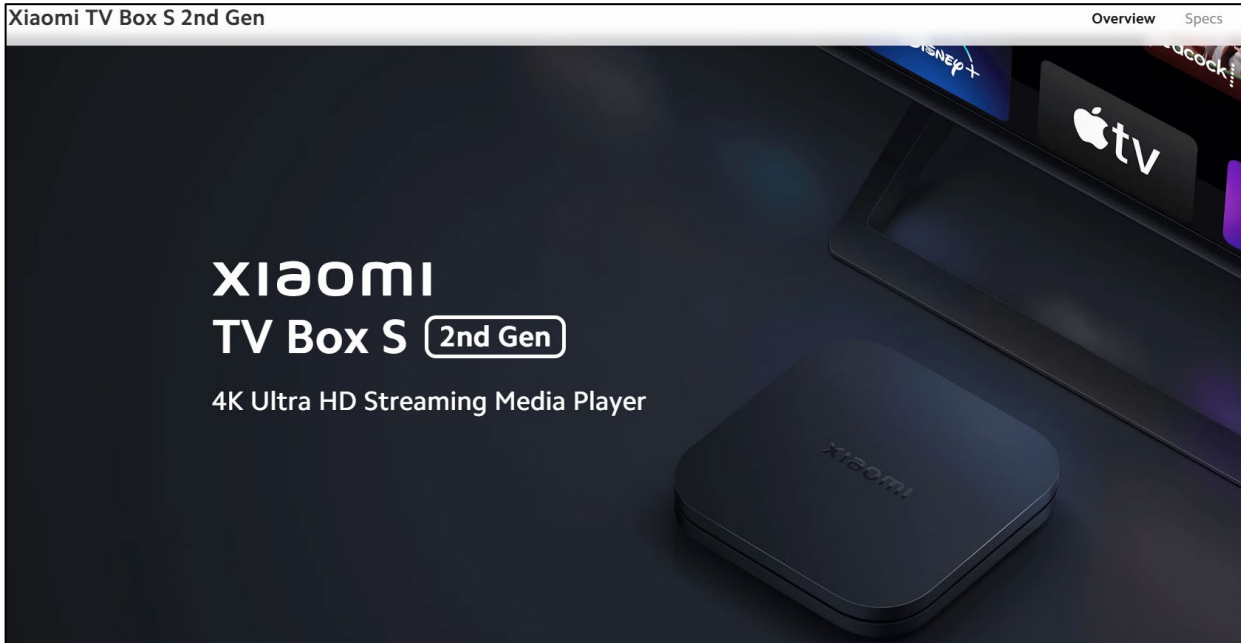 Xiaomi TV Box S 2nd Gen
Overview Specs
DISNEY+
tv
xiaomi
TV Box S 2nd Gen
4K Ultra HD Streaming Media Player
xiaomi